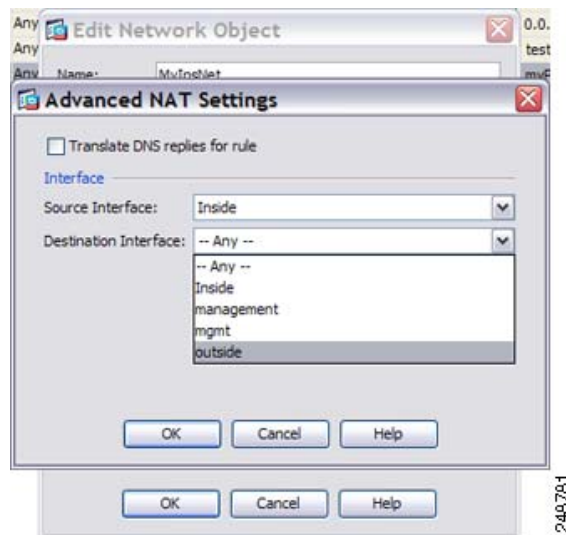 Any
Edit Network Object
0.0.
Any
test
Any
Name: MyInsNet
Advanced NAT Settings
Translate DNS replies for rule
Interface
Source Interface: Inside
Destination Interface: -- Any --
-- Any --
Inside
management
mgmt
outside
OK Cancel Help
OK Cancel Help
248781